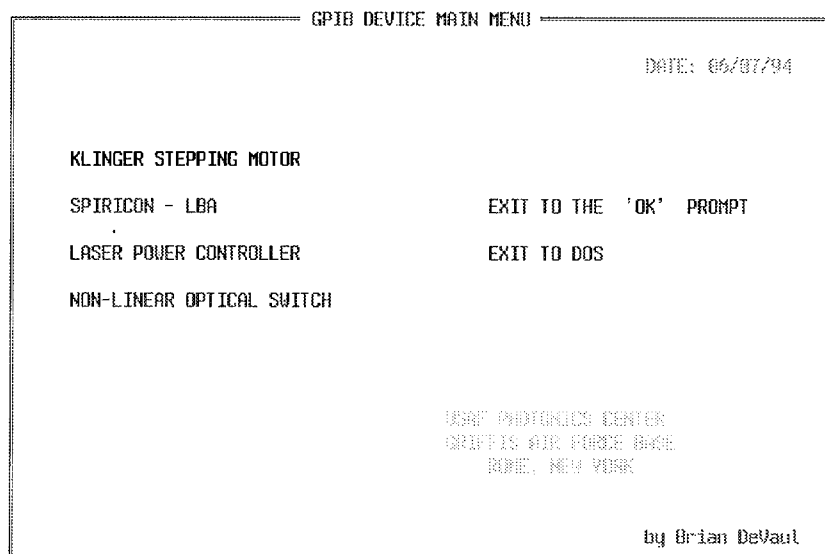 GPIB DEVICE MAIN MENU
DATE: 06/07/94
KLINGER STEPPING MOTOR
SPIRICON - LBA
EXIT TO THE 'OK' PROMPT
LASER POWER CONTROLLER
EXIT TO DOS
NON-LINEAR OPTICAL SWITCH
USAF PHOTONICS CENTER
GRIFFIS AIR FORCE BASE
ROME, NEW YORK
by Brian DeVaul